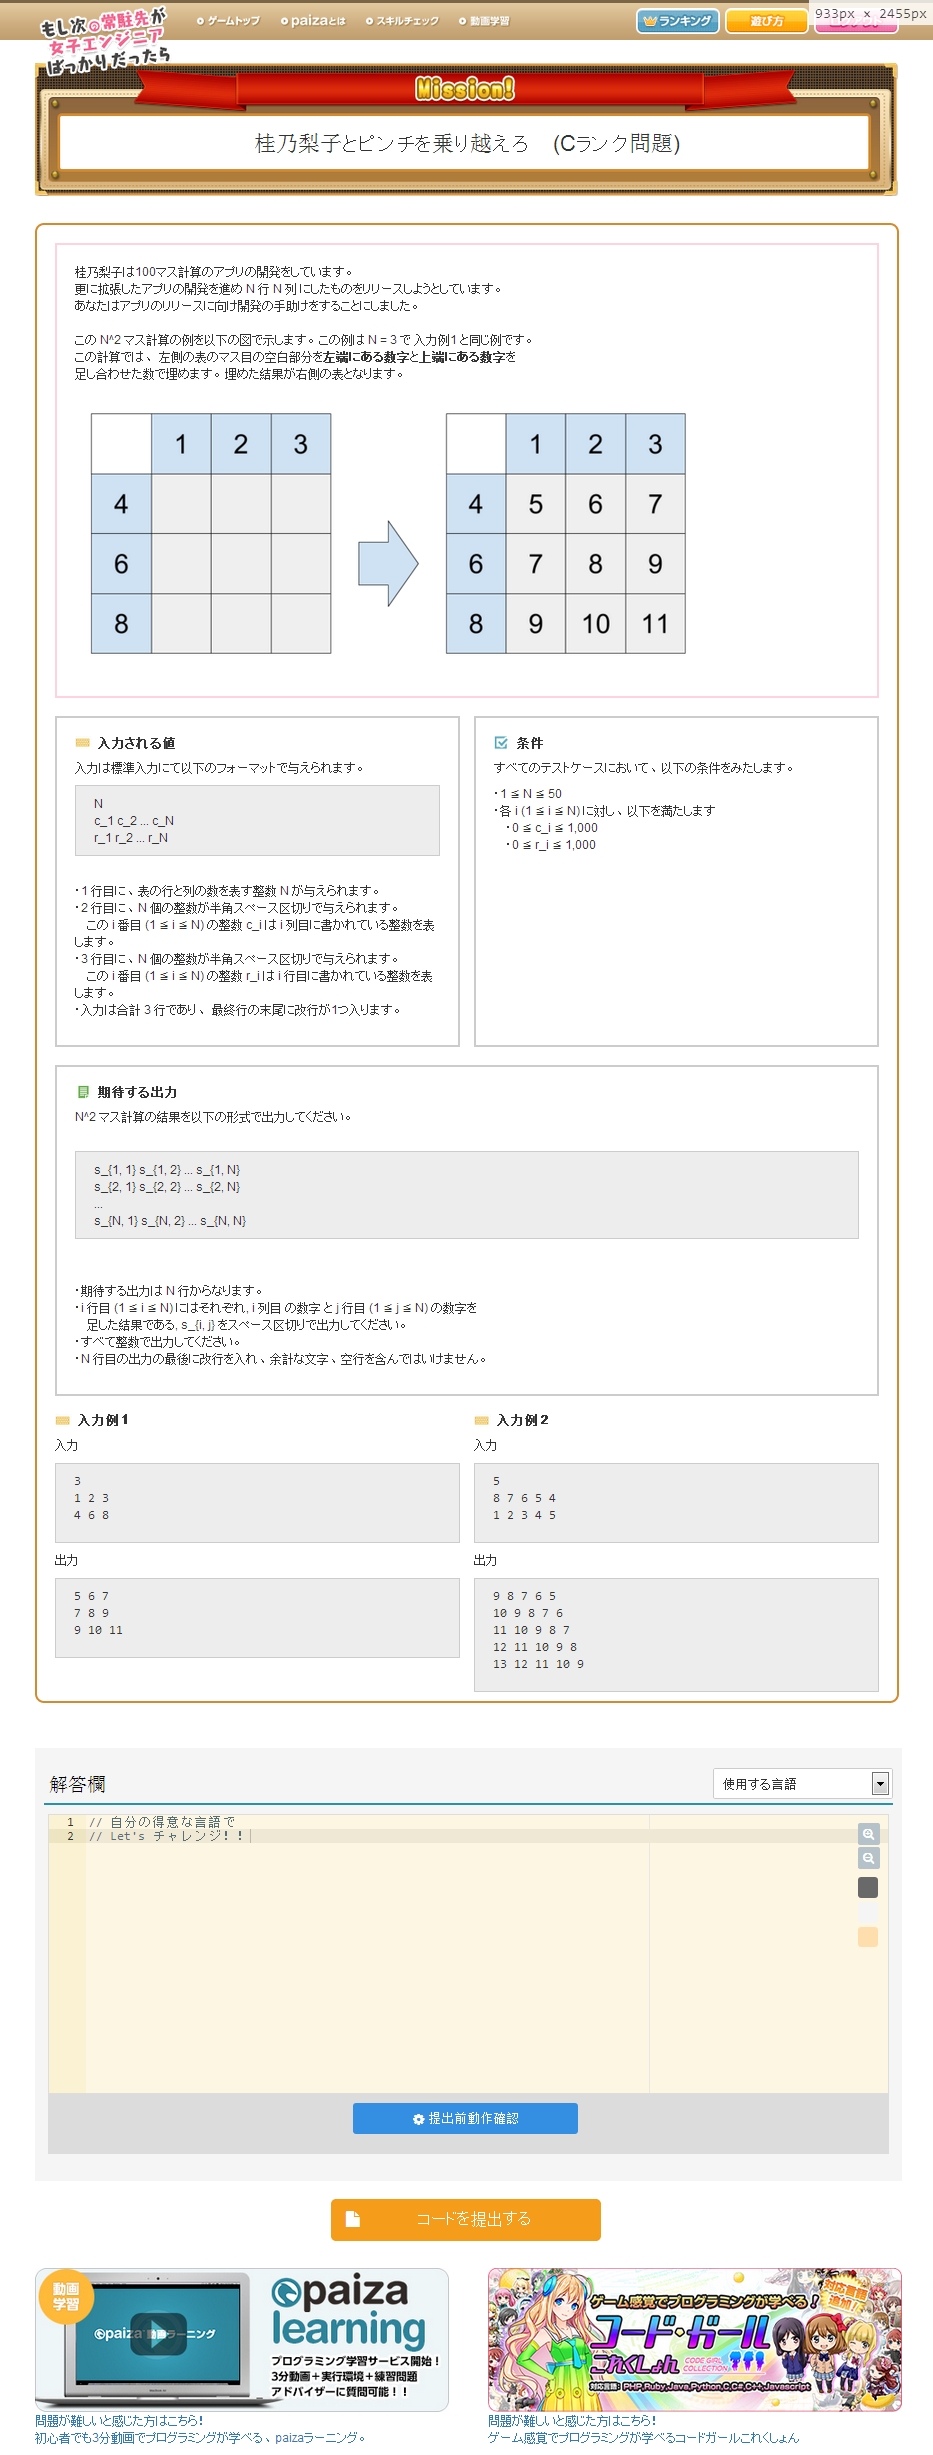 933px × 2455px
もし次の常駐先が
女子エンジニア
ばっかりだったら
ゲームトップ paizaとは スキルチェック 動画学習
ランキング 遊び方
Mission!
桂乃梨子とピンチを乗り越えろ (Cランク問題)
桂乃梨子は100マス計算のアプリの開発をしています。
更に拡張したアプリの開発を進め N 行 N 列 にしたものをリリースしようとしています。
あなたはアプリのリリースに向け開発の手助けをすることにしました。
この N^2 マス計算の例を以下の図で示します。この例は N = 3 で 入力例1 と同じ例です。
この計算では、左側の表のマス目の空白部分を左端にある数字と上端にある数字を
足し合わせた数で埋めます。埋めた結果が右側の表となります。
1 2 3
4
6
8
1 2 3
4 5 6 7
6 7 8 9
8 9 10 11
入力される値
入力は標準入力にて以下のフォーマットで与えられます。
N
c_1 c_2 ... c_N
r_1 r_2 ... r_N
・1 行目に、表の行と列の数を表す整数 N が与えられます。
・2 行目に、N 個の整数が半角スペース区切りで与えられます。
この i 番目 (1 ≦ i ≦ N) の整数 c_i は i 列目に書かれている整数を表
します。
・3 行目に、N 個の整数が半角スペース区切りで与えられます。
この i 番目 (1 ≦ i ≦ N) の整数 r_i は i 行目に書かれている整数を表
します。
・入力は合計 3 行であり、最終行の末尾に改行が1つ入ります。
条件
すべてのテストケースにおいて、以下の条件をみたします。
・1 ≦ N ≦ 50
・各 i (1 ≦ i ≦ N)に対し、以下を満たします
・0 ≦ c_i ≦ 1,000
・0 ≦ r_i ≦ 1,000
期待する出力
N^2 マス計算の結果を以下の形式で出力してください。
s_{1, 1} s_{1, 2} ... s_{1, N}
s_{2, 1} s_{2, 2} ... s_{2, N}
...
s_{N, 1} s_{N, 2} ... s_{N, N}
・期待する出力は N 行からなります。
・i 行目 (1 ≦ i ≦ N)にはそれぞれ, i 列目 の数字 と j 行目 (1 ≦ j ≦ N) の数字を
足した結果である, s_{i, j} をスペース区切りで出力してください。
・すべて整数で出力してください。
・N 行目の出力の最後に改行を入れ、余計な文字、空行を含んではいけません。
入力例1
入力
3
1 2 3
4 6 8
出力
5 6 7
7 8 9
9 10 11
入力例2
入力
5
8 7 6 5 4
1 2 3 4 5
出力
9 8 7 6 5
10 9 8 7 6
11 10 9 8 7
12 11 10 9 8
13 12 11 10 9
解答欄
使用する言語
1 // 自分の得意な言語で
2 // Let's チャレンジ！！
提出前動作確認
コードを提出する
動画
学習
paiza 動画ラーニング
paiza
learning
プログラミング学習サービス開始！
3分動画＋実行環境＋練習問題
アドバイザーに質問可能！！
問題が難しいと感じた方はこちら！
初心者でも3分動画でプログラミングが学べる、paizaラーニング。
ゲーム感覚でプログラミングが学べる！
対応言語
追加！
コード・ガール
これくしょん
CODE GIRL
COLLECTION
対応言語：PHP,Ruby,Java,Python,C,C#,C++,Javascript
問題が難しいと感じた方はこちら！
ゲーム感覚でプログラミングが学べるコードガールこれくしょん